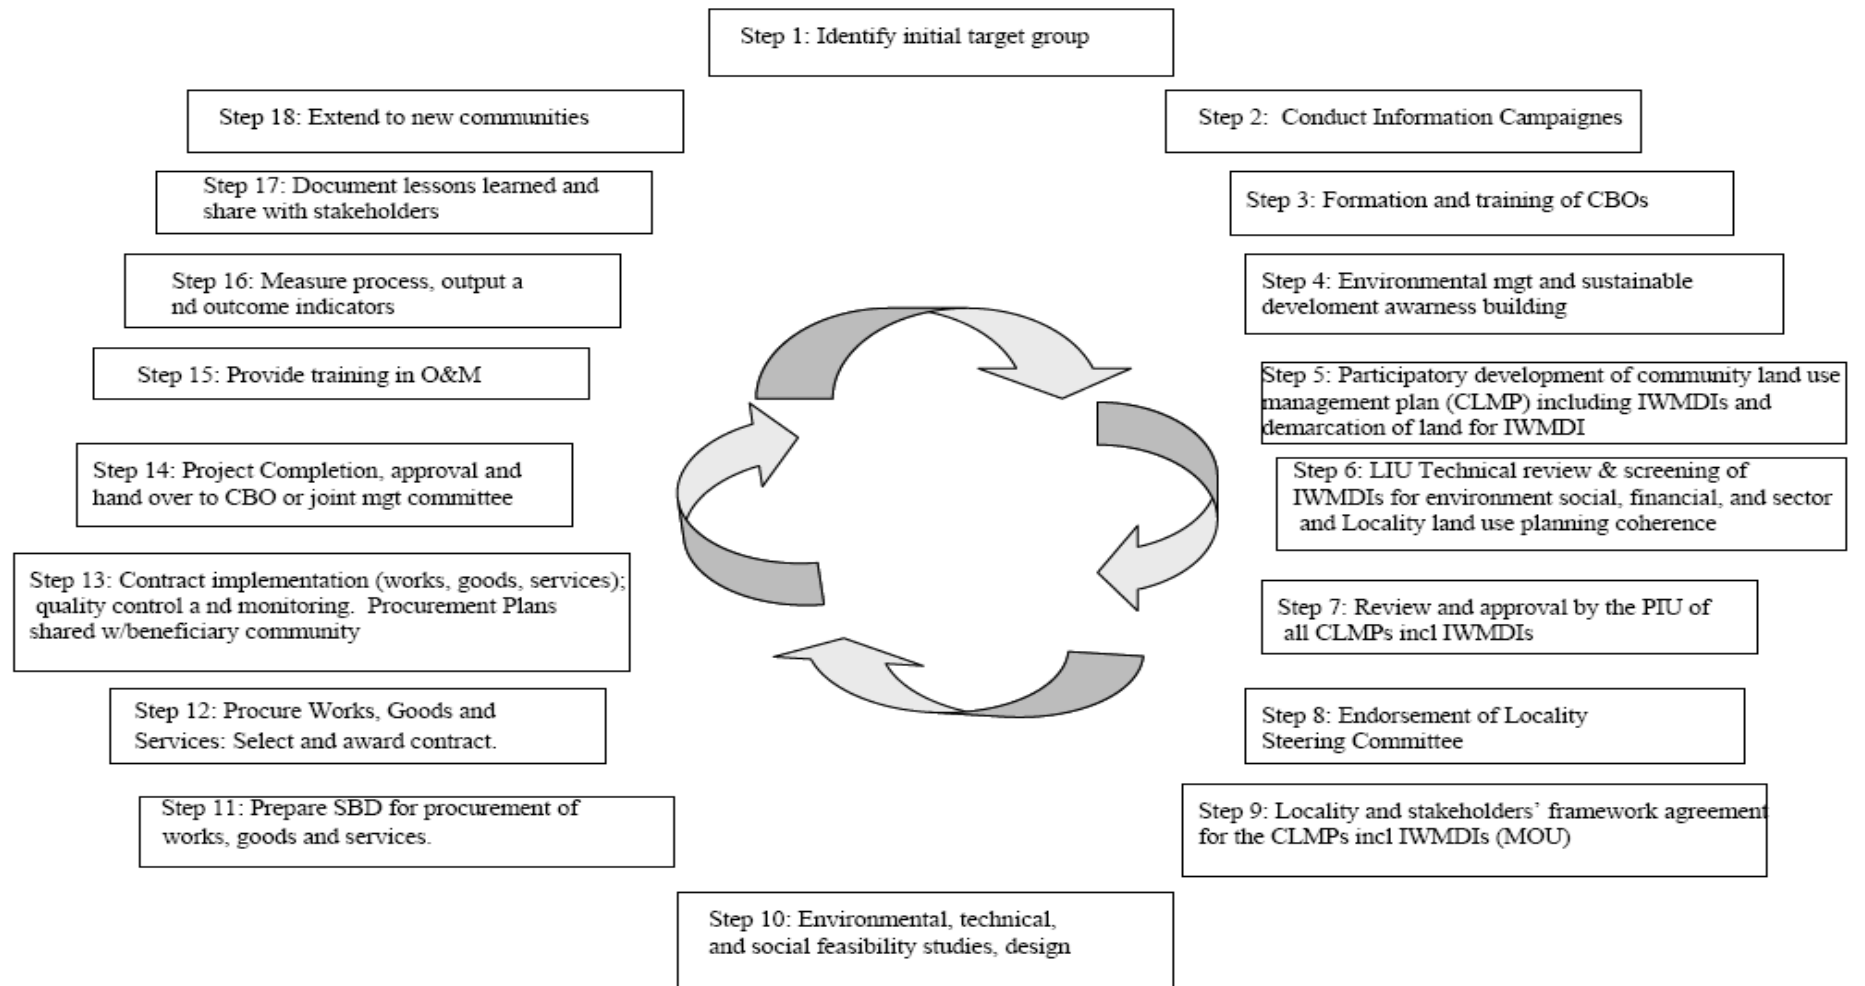 Step 1: Identify initial target group
Step 2:  Conduct Information Campaignes
Step 3: Formation and training of CBOs
Step 4: Environmental mgt and sustainable
develoment awarness building
Step 5: Participatory development of community land use
management plan (CLMP) including IWMDIs and
demarcation of land for IWMDI
Step 6: LIU Technical review & screening of
IWMDIs for environment social, financial, and sector
and Locality land use planning coherence
Step 7: Review and approval by the PIU of
all CLMPs incl IWMDIs
Step 8: Endorsement of Locality
Steering Committee
Step 9: Locality and stakeholders’ framework agreement
for the CLMPs incl IWMDIs (MOU)
Step 10: Environmental, technical,
and social feasibility studies, design
Step 11: Prepare SBD for procurement of
works, goods and services.
Step 12: Procure Works, Goods and
Services: Select and award contract.
Step 13: Contract implementation (works, goods, services);
quality control a nd monitoring.  Procurement Plans
shared w/beneficiary community
Step 14: Project Completion, approval and
hand over to CBO or joint mgt committee
Step 15: Provide training in O&M
Step 16: Measure process, output a
nd outcome indicators
Step 17: Document lessons learned and
share with stakeholders
Step 18: Extend to new communities